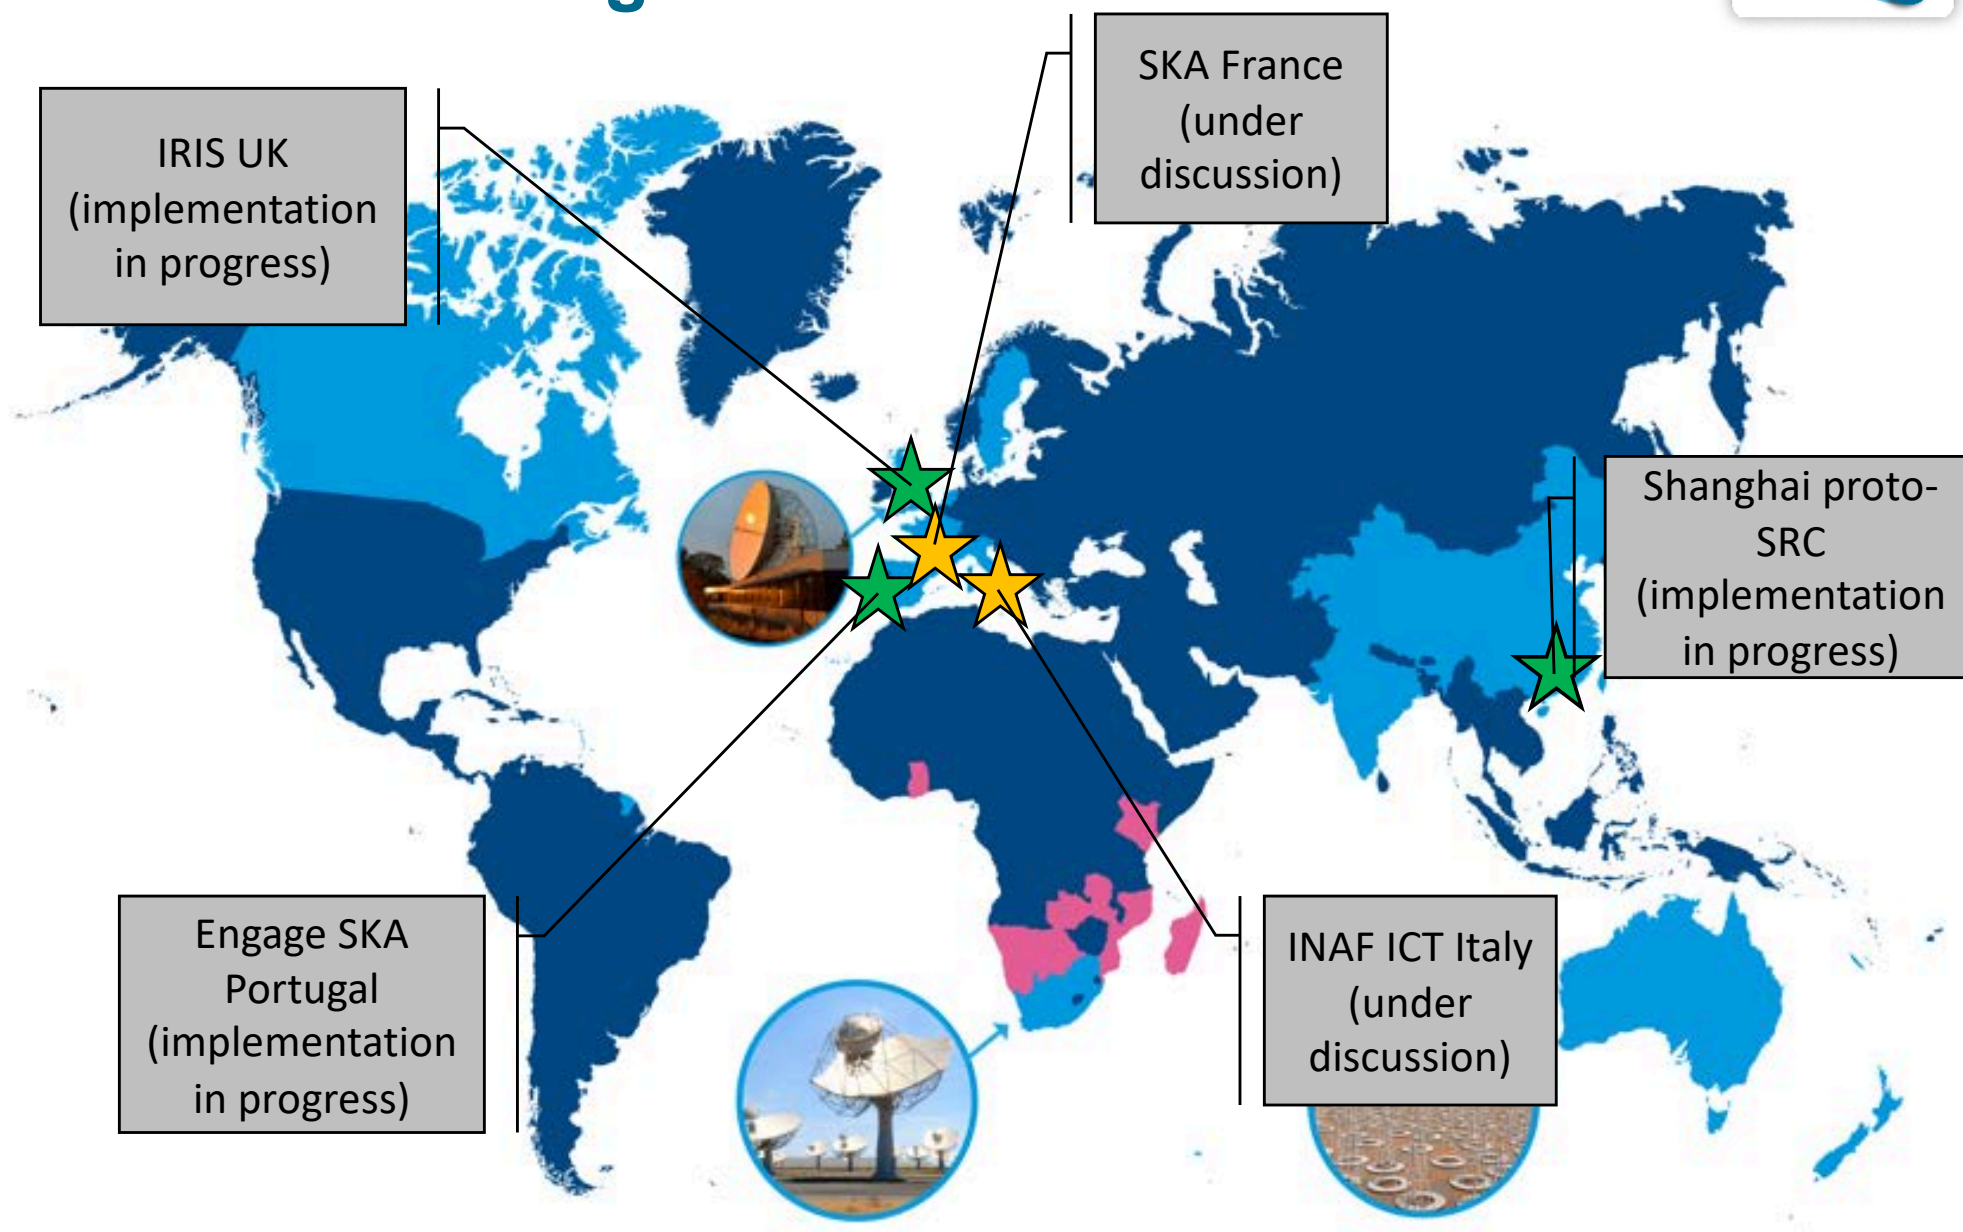 SKA France
(under
discussion)
IRIS UK
(implementation
in progress)
Shanghai proto-
SRC
(implementation
in progress)
Engage SKA
Portugal
(implementation
in progress)
INAF ICT Italy
(under
discussion)